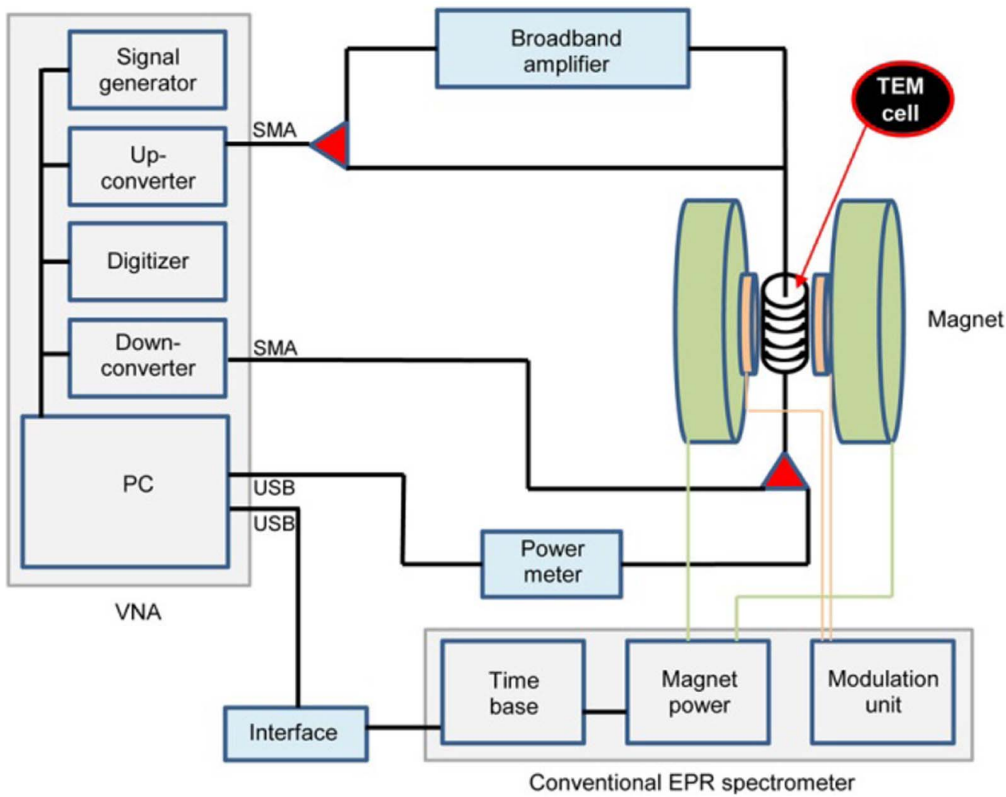 Signal
generator
Up-
converter
Digitizer
Down-
converter
PC
VNA
SMA
SMA
USB
USB
Broadband
amplifier
TEM
cell
Magnet
Power
meter
Interface
Time
base
Magnet
power
Modulation
unit
Conventional EPR spectrometer